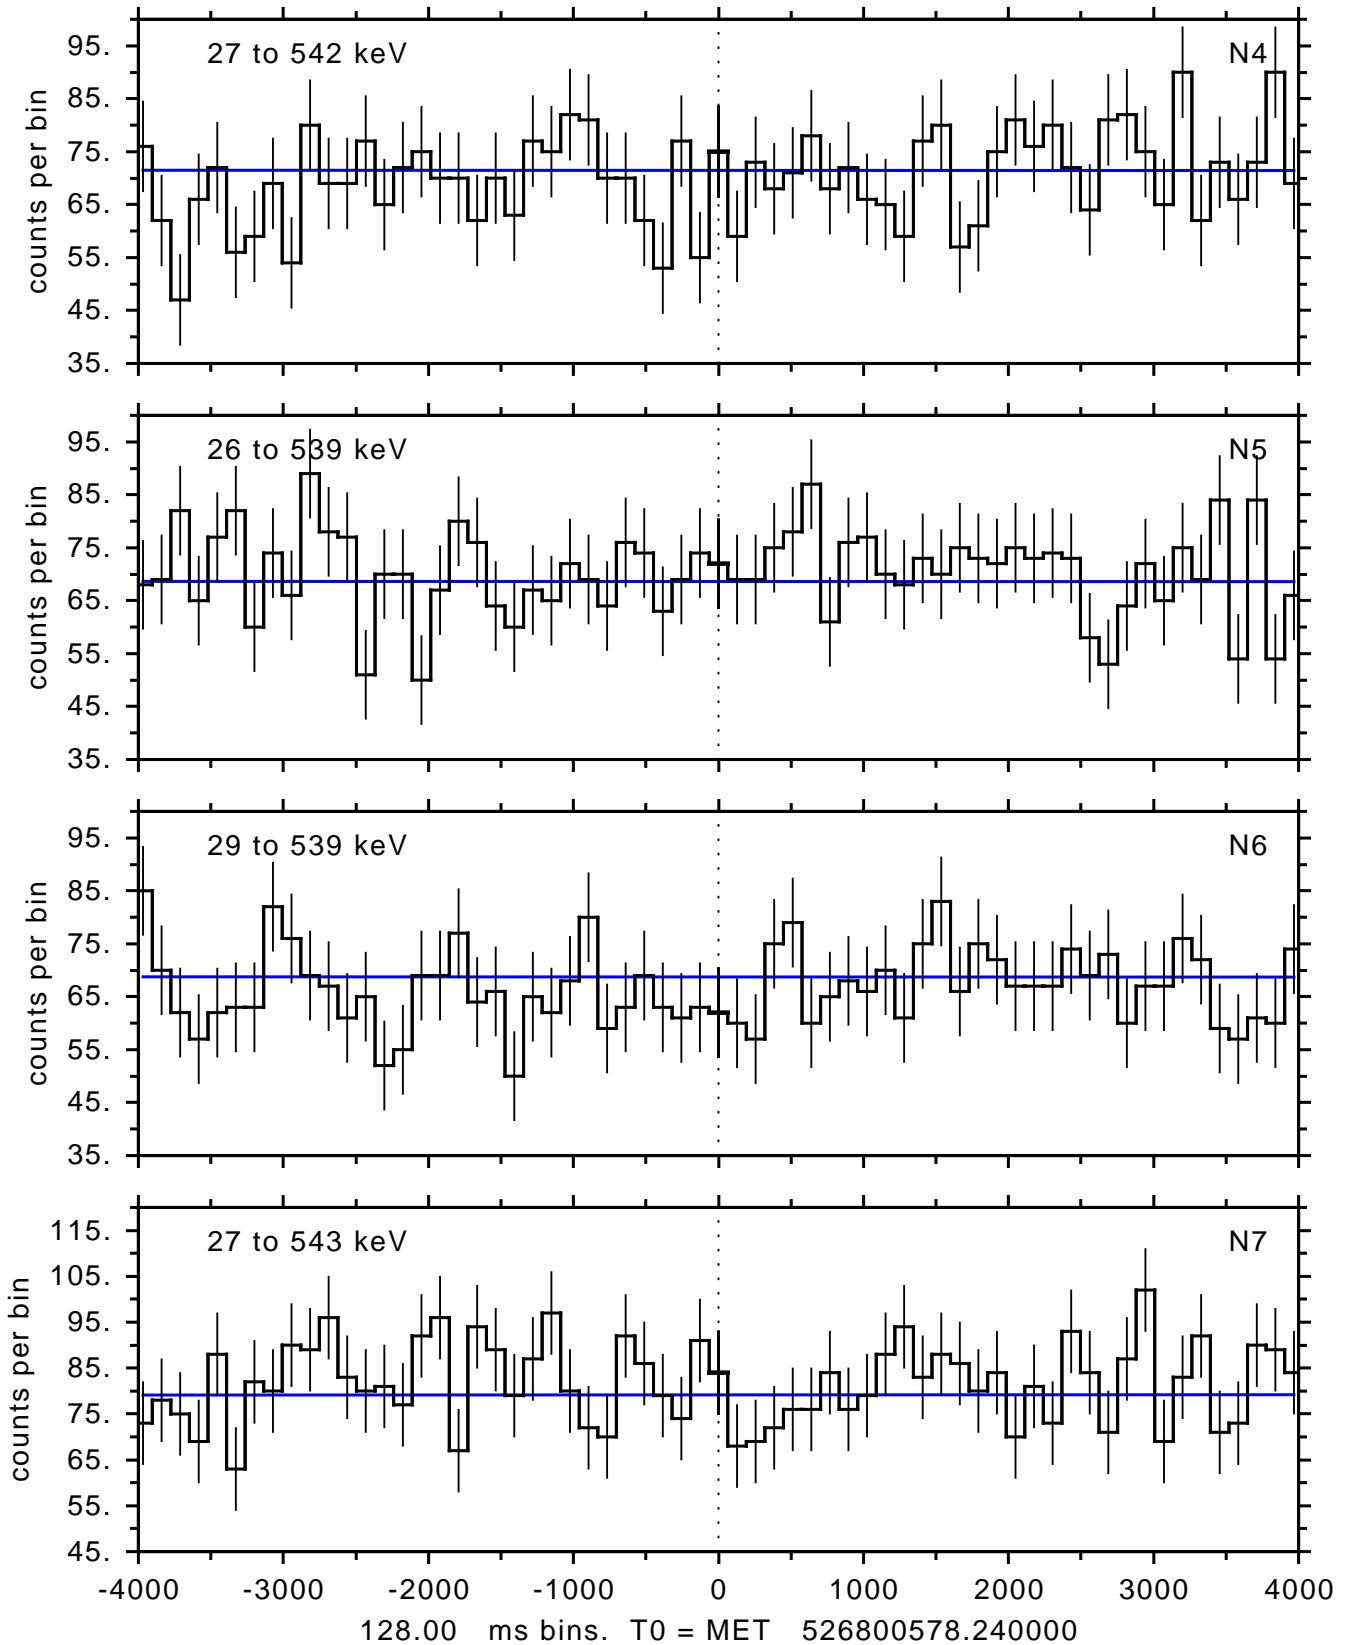 27 to 542 keV N4
counts per bin
95.
85.
75.
65.
55.
45.
35.
26 to 539 keV N5
counts per bin
95.
85.
75.
65.
55.
45.
35.
29 to 539 keV N6
counts per bin
95.
85.
75.
65.
55.
45.
35.
27 to 543 keV N7
counts per bin
115.
105.
95.
85.
75.
65.
55.
45.
-4000 -3000 -2000 -1000 0 1000 2000 3000 4000
128.00 ms bins. T0 = MET 526800578.240000